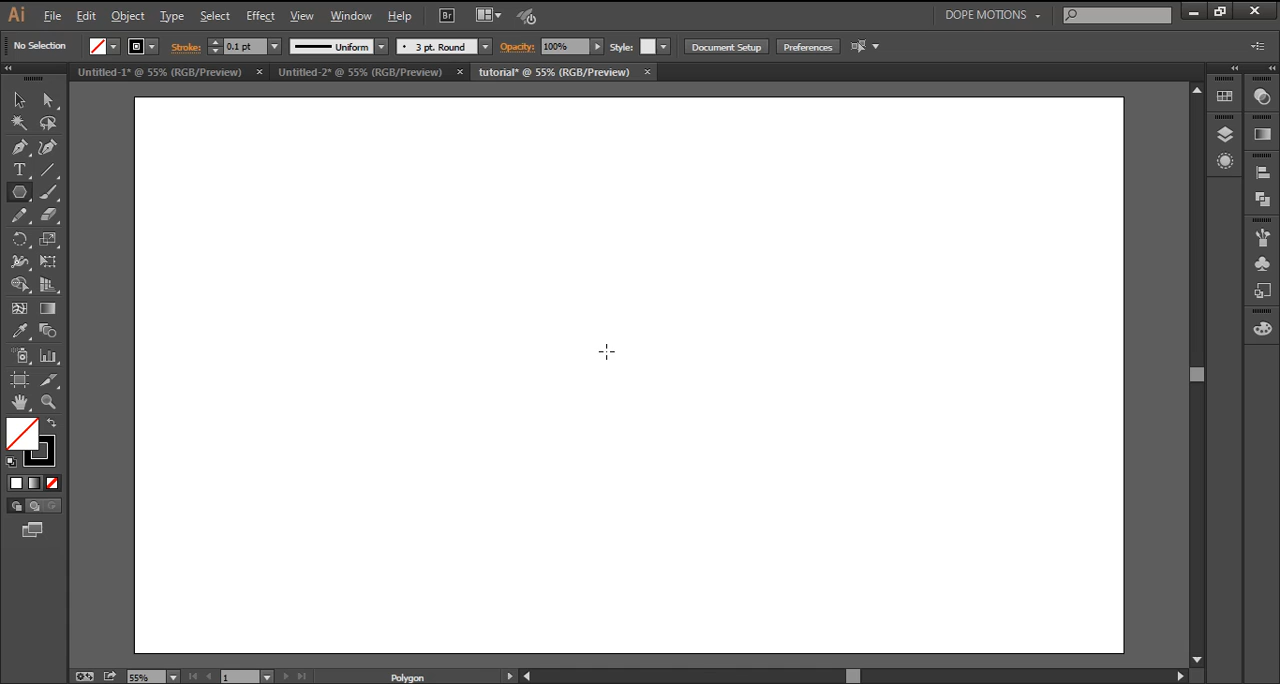 Ai File Edit Object Type Select Effect View Window Help Br DOPE MOTIONS
No Selection Stroke: 0.1 pt Uniform 3 pt. Round Opacity: 100% Style: Document Setup Preferences
Untitled-1* @ 55% (RGB/Preview) Untitled-2* @ 55% (RGB/Preview) tutorial* @ 55% (RGB/Preview)
T
55% 1 Polygon